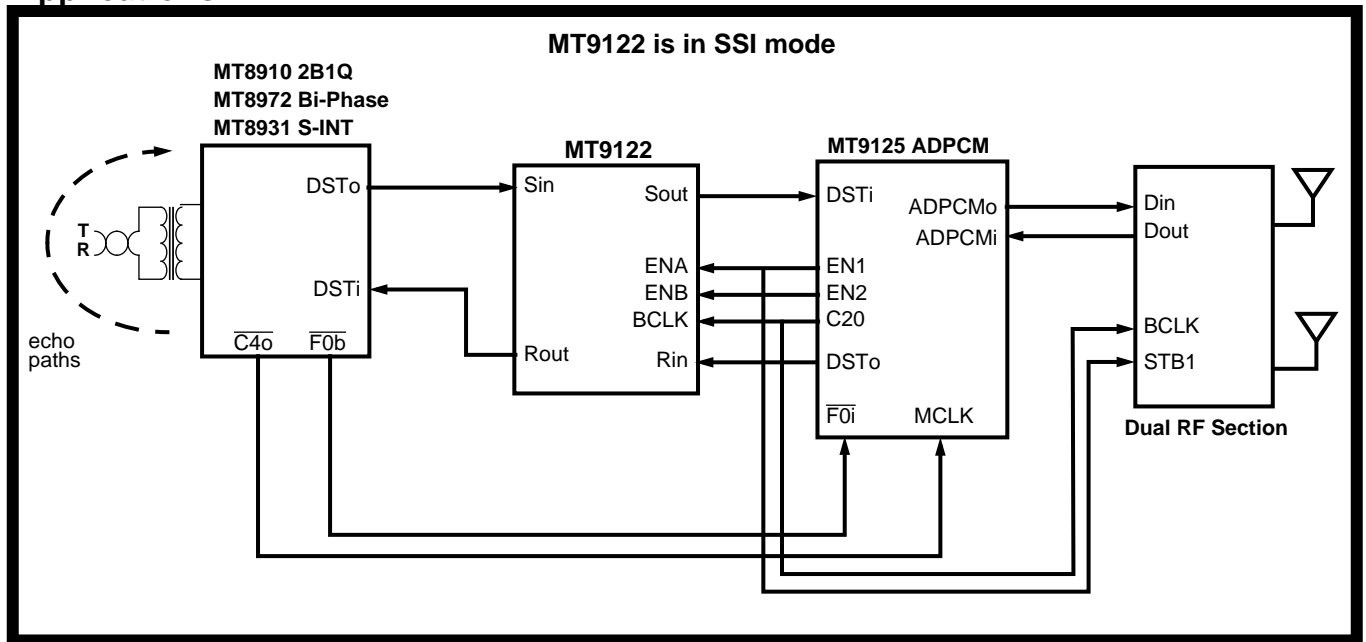 MT9122 is in SSI mode
MT8910 2B1Q
MT8972 Bi-Phase
MT8931 S-INT
DSTo
DSTi
C4o
F0b
T
R
echo
paths
MT9122
Sin
Sout
ENA
ENB
BCLK
Rin
Rout
MT9125 ADPCM
DSTi
ADPCMo
ADPCMi
EN1
EN2
C20
DSTo
F0i
MCLK
Din
Dout
BCLK
STB1
Dual RF Section